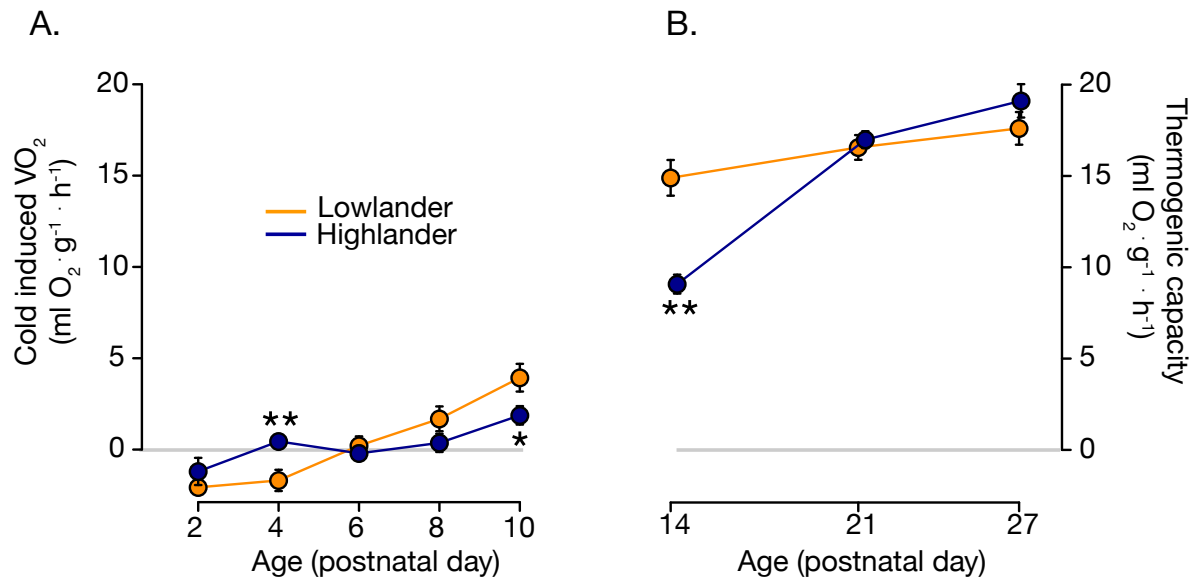 A.
Cold induced VO₂
(ml O₂ · g⁻¹ · h⁻¹)
20
15
10
5
0
Lowlander
Highlander
**
*
2 4 6 8 10
Age (postnatal day)
B.
**
20
15
10
5
0
Thermogenic capacity
(ml O₂ · g⁻¹ · h⁻¹)
14 21 27
Age (postnatal day)